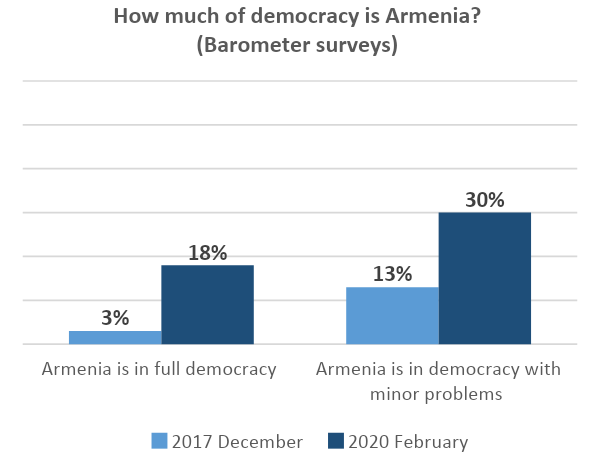 How much of democracy is Armenia?
(Barometer surveys)
30%
18%
13%
3%
Armenia is in full democracy
Armenia is in democracy with
minor problems
2017 December
2020 February